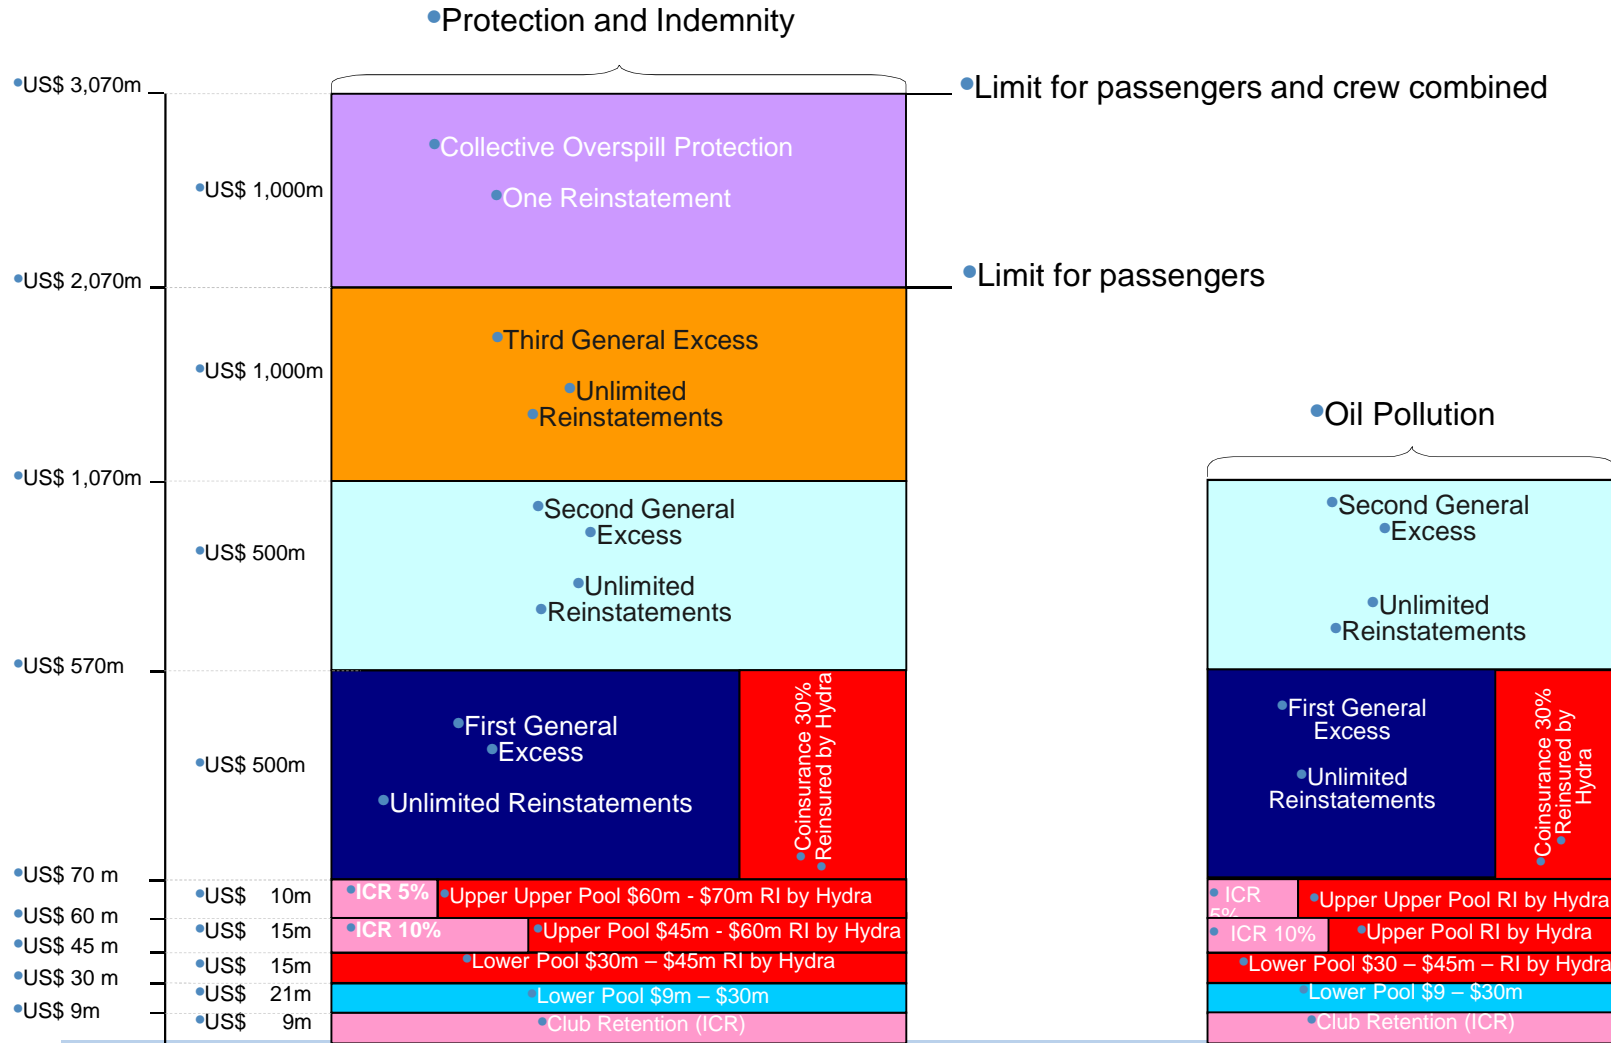 •Protection and Indemnity
•US$ 3,070m
•Limit for passengers and crew combined
•Collective Overspill Protection
•US$ 1,000m
•One Reinstatement
•US$ 2,070m
•Limit for passengers
•Third General Excess
•US$ 1,000m
•Unlimited
•Reinstatements
•US$ 1,070m
•Second General
•Excess
•US$ 500m
•Unlimited
•Reinstatements
•US$ 570m
•First General
•Excess
•US$ 500m
•Unlimited Reinstatements
•Coinsurance 30%
•Reinsured by Hydra
•US$ 70 m
•US$ 10m
•ICR 5%
•Upper Upper Pool $60m - $70m RI by Hydra
•US$ 60 m
•US$ 15m
•ICR 10%
•Upper Pool $45m - $60m RI by Hydra
•US$ 45 m
•US$ 15m
•Lower Pool $30m – $45m RI by Hydra
•US$ 30 m
•US$ 21m
•Lower Pool $9m – $30m
•US$ 9m
•US$ 9m
•Club Retention (ICR)
•Oil Pollution
•Second General
•Excess
•Unlimited
•Reinstatements
•First General
Excess
•Unlimited
Reinstatements
•Coinsurance 30%
•Reinsured by
Hydra
•ICR
5%
•Upper Upper Pool RI by Hydra
•ICR 10%
•Upper Pool RI by Hydra
•Lower Pool $30 – $45m – RI by Hydra
•Lower Pool $9 – $30m
•Club Retention (ICR)